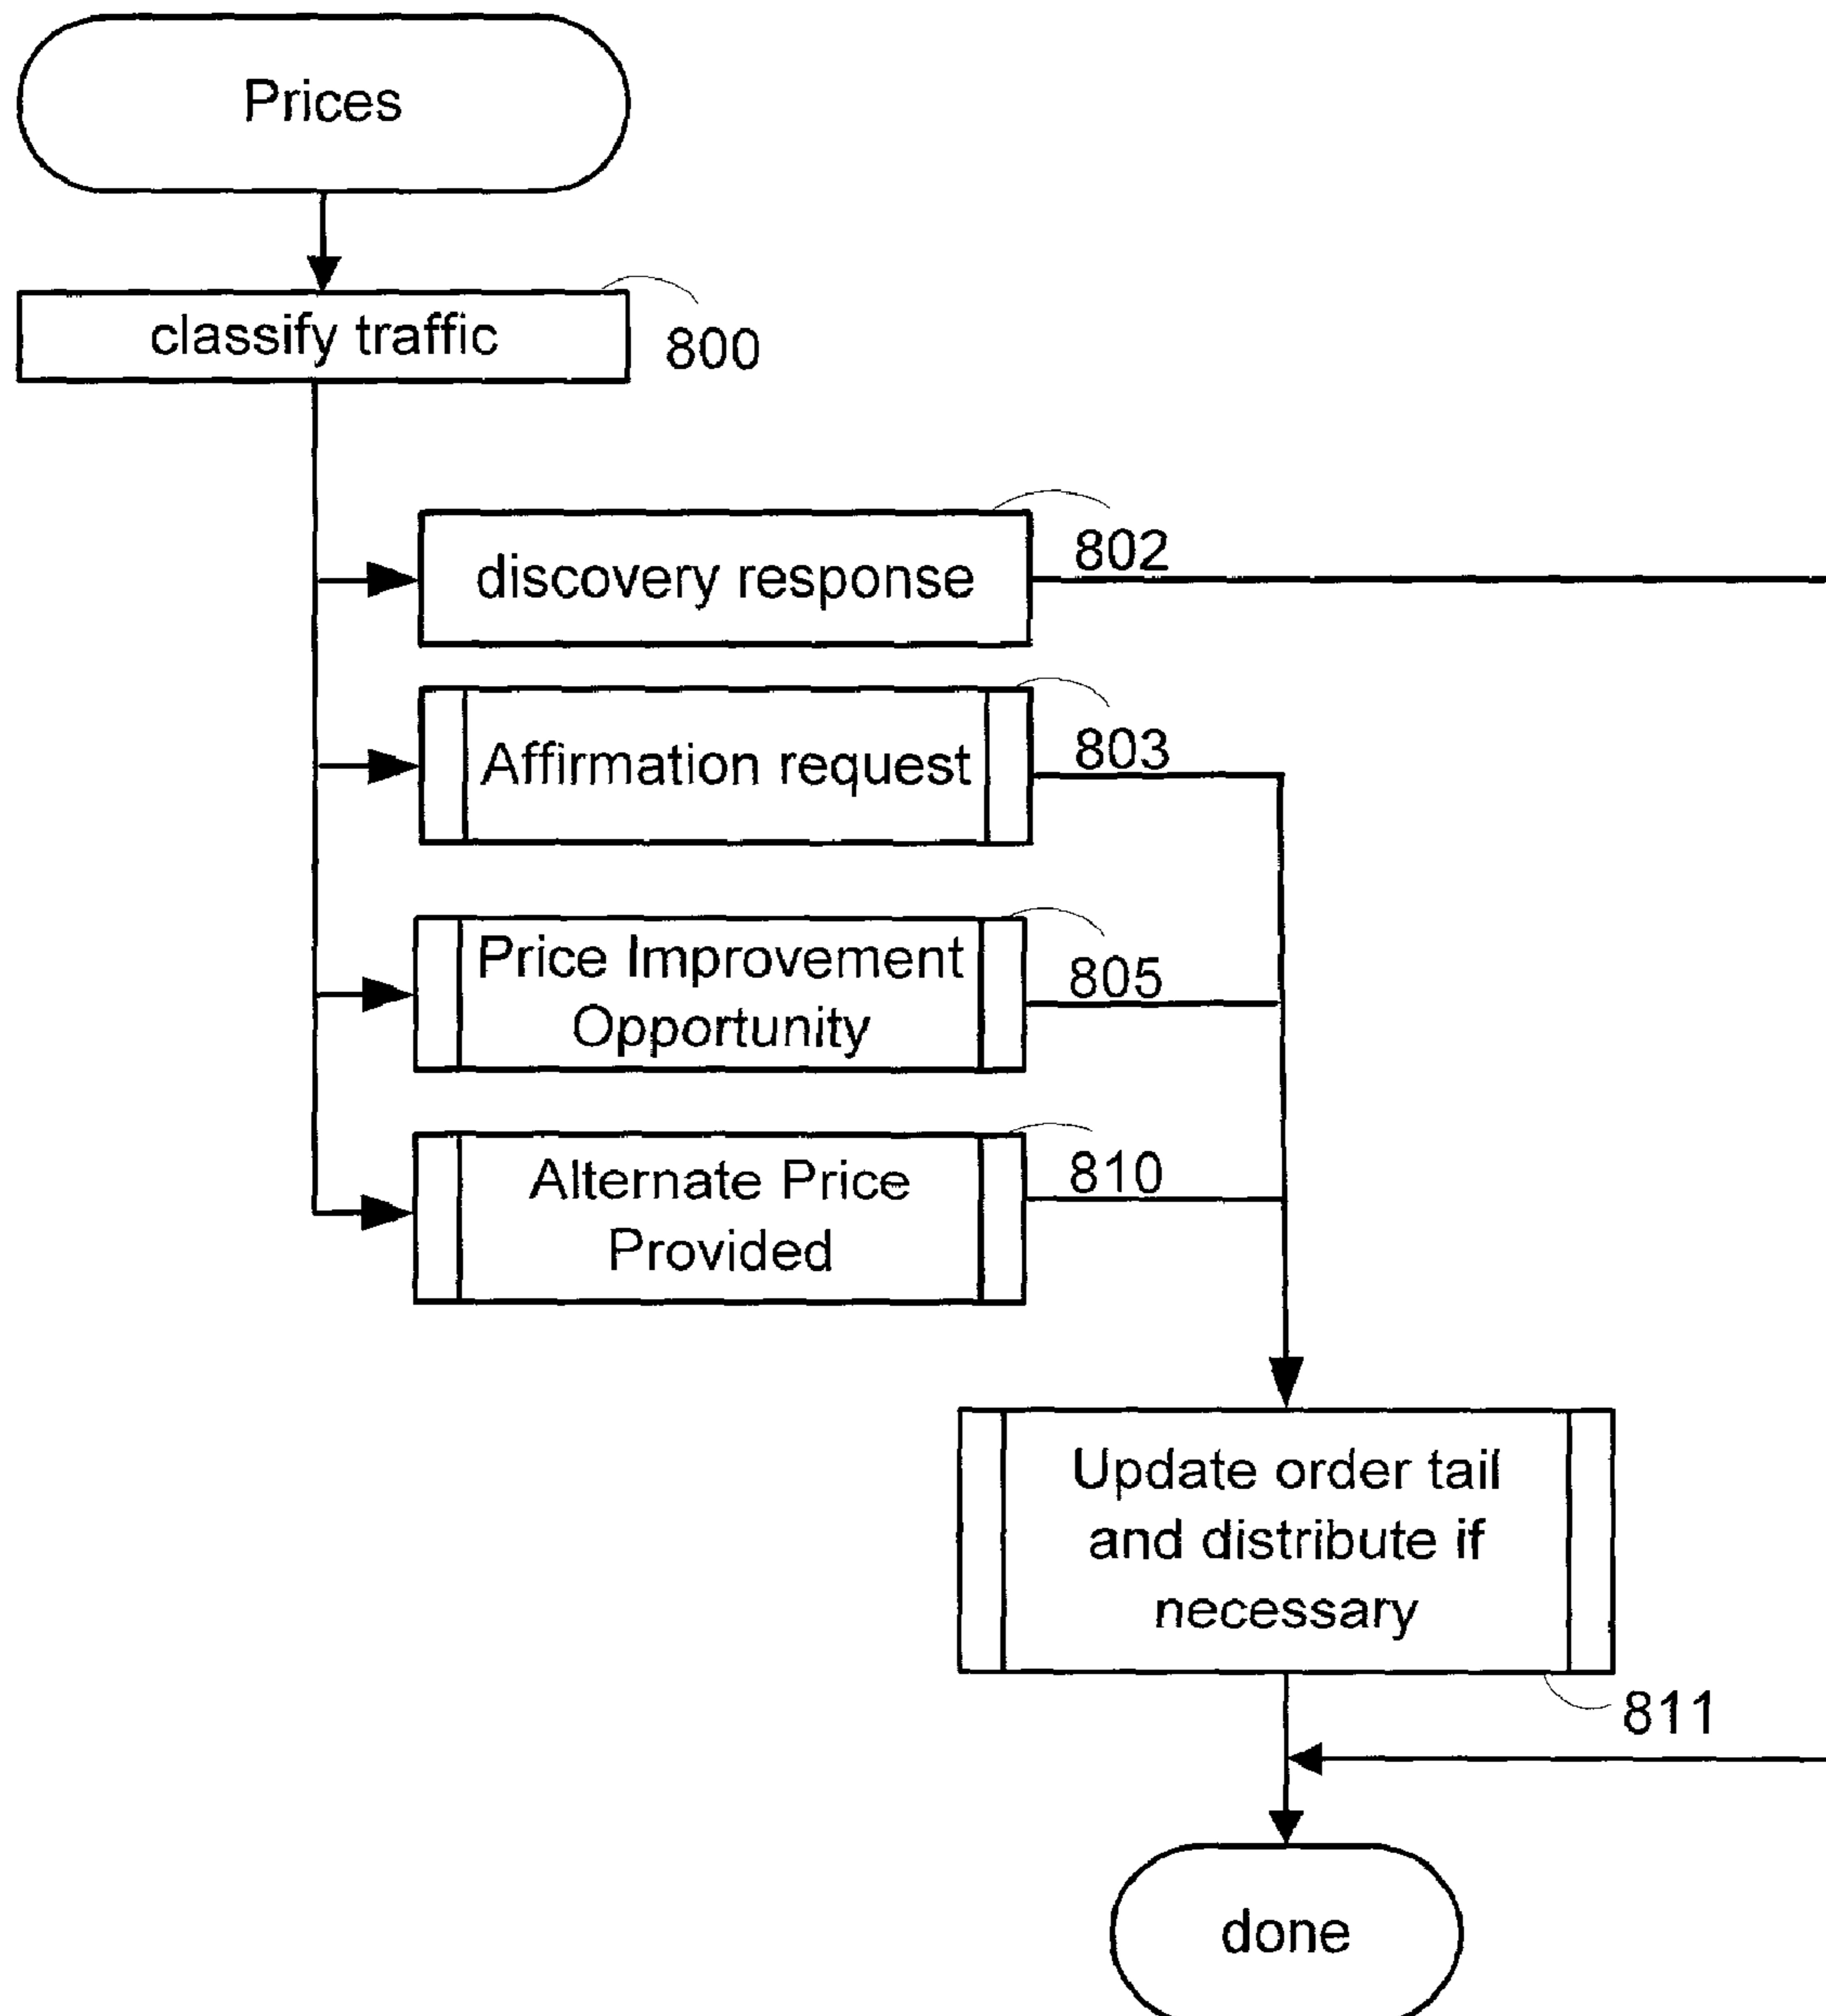 Prices
classify traffic
800
discovery response
802
Affirmation request
803
Price Improvement
Opportunity
805
Alternate Price
Provided
810
Update order tail
and distribute if
necessary
811
done